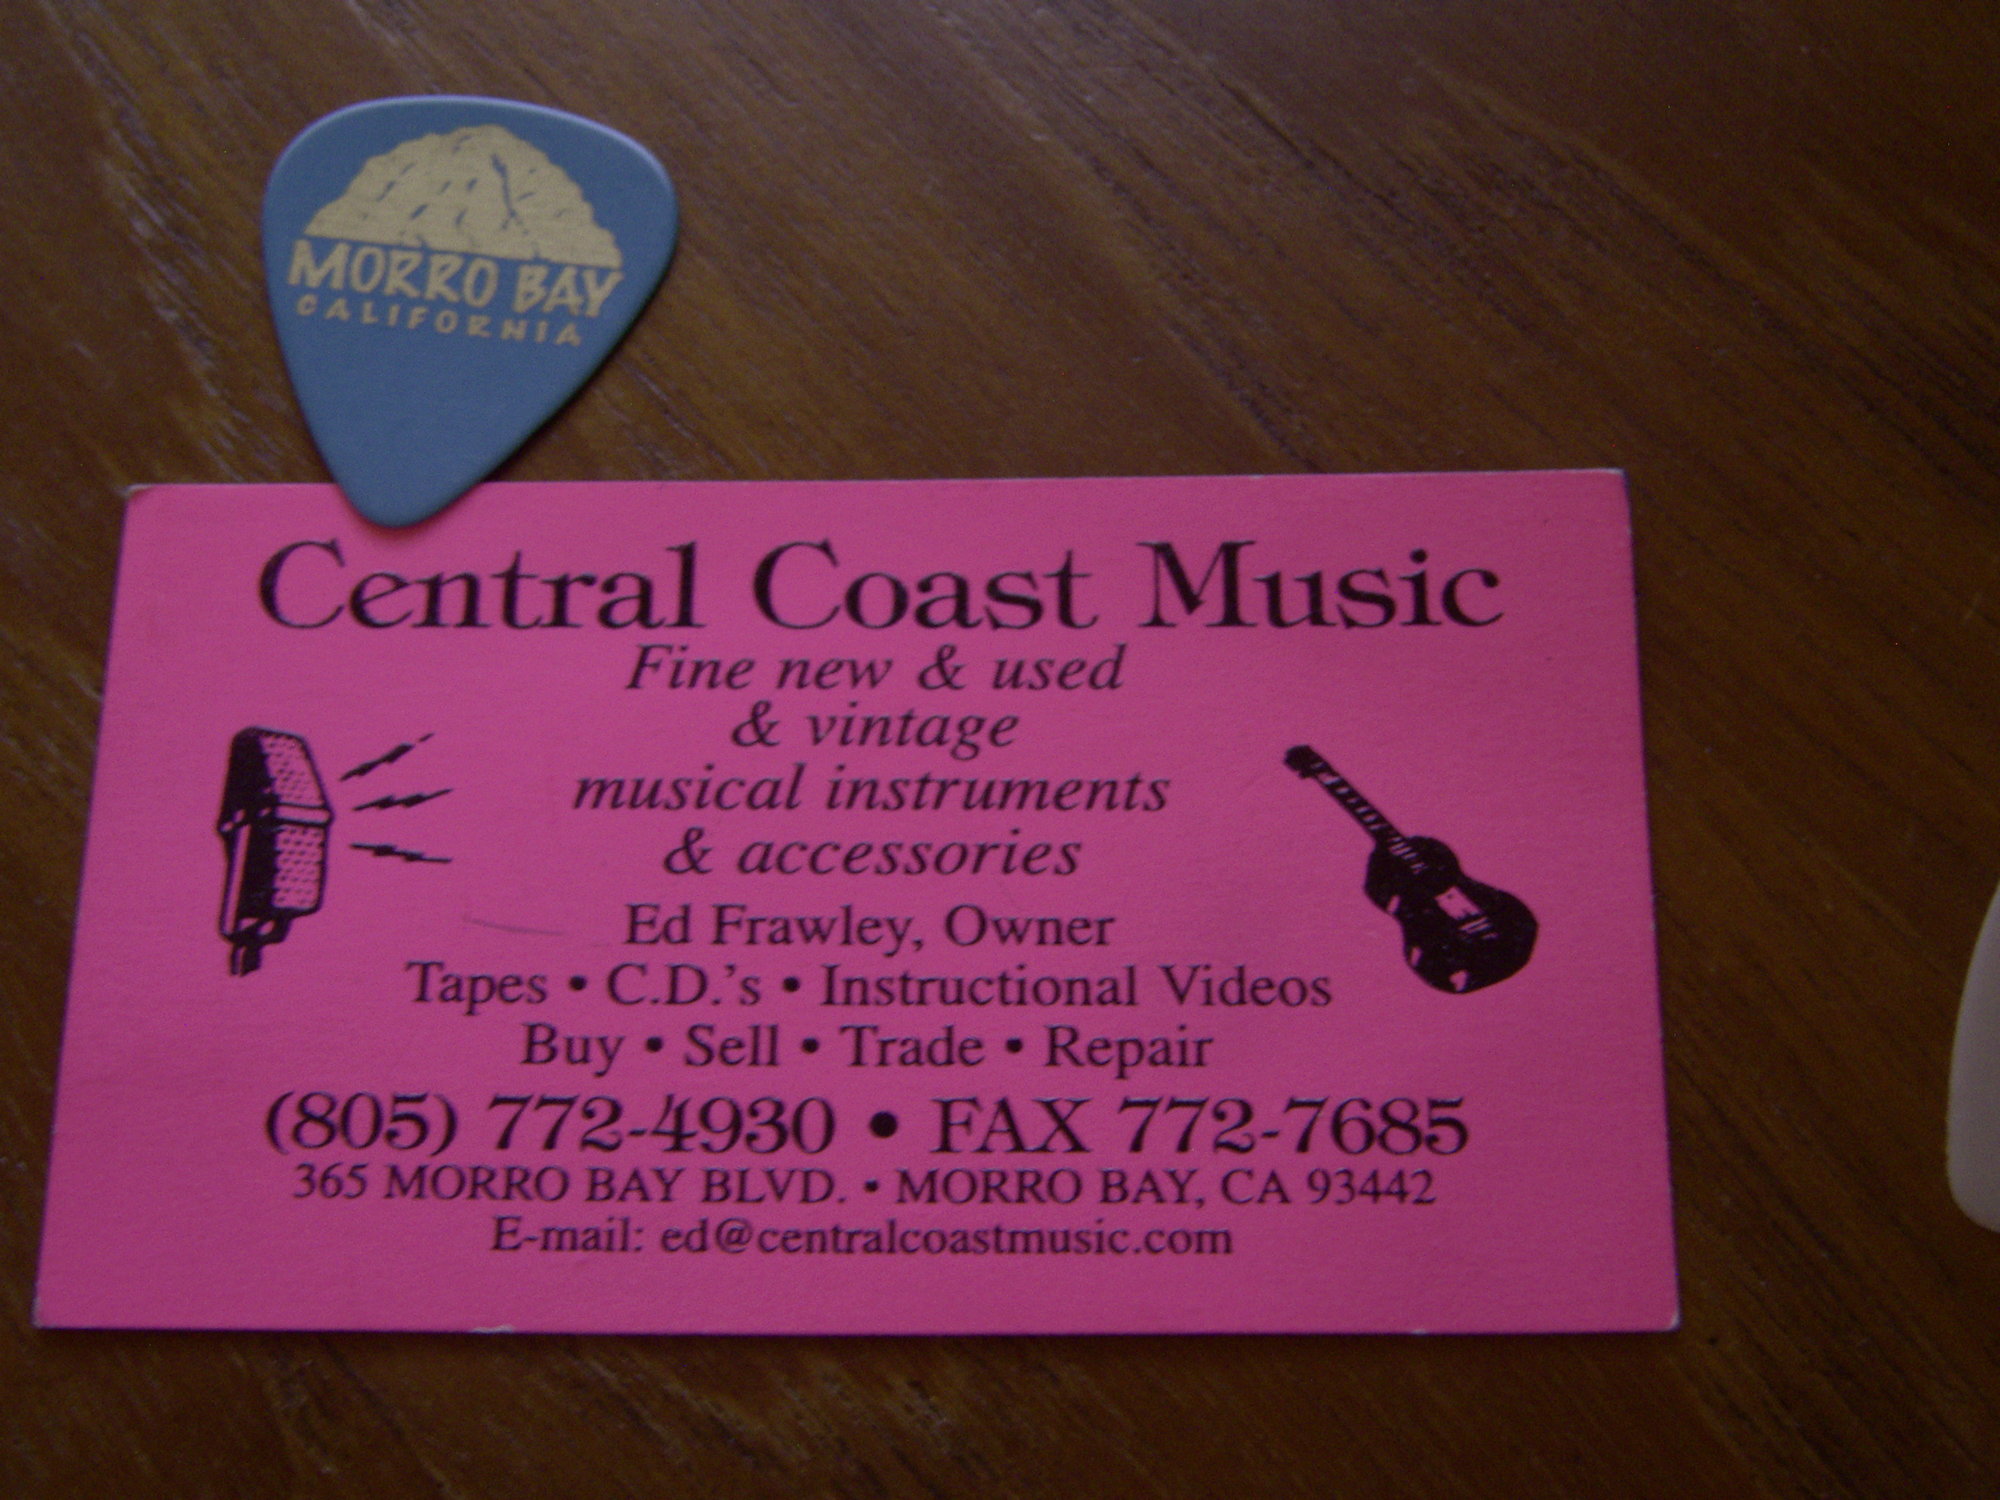 MORRO BAY
CALIFORNIA
Central Coast Music
Fine new & used
& vintage
musical instruments
& accessories
Ed Frawley, Owner
Tapes • C.D.'s • Instructional Videos
Buy • Sell • Trade • Repair
(805) 772-4930 • FAX 772-7685
365 MORRO BAY BLVD. • MORRO BAY, CA 93442
E-mail: ed@centralcoastmusic.com